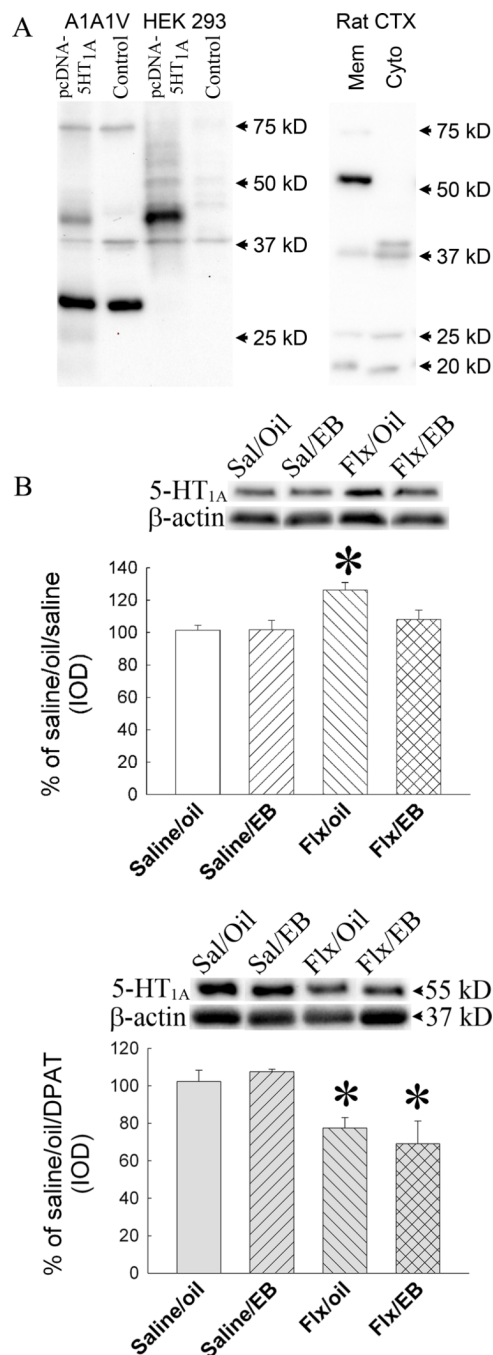 A
A1A1V HEK 293 Rat CTX
pcDNA-5HT1A Control pcDNA-5HT1A Control Mem Cyto
75 kD 75 kD
50 kD 50 kD
37 kD 37 kD
25 kD 25 kD
20 kD
B
Sal/Oil Sal/EB Flx/Oil Flx/EB
5-HT1A
β-actin
% of saline/oil/saline
(IOD)
140
120
100
80
60
40
20
0
*
Saline/oil Saline/EB Flx/oil Flx/EB
Sal/Oil Sal/EB Flx/Oil Flx/EB
5-HT1A 55 kD
β-actin 37 kD
% of saline/oil/DPAT
(IOD)
120
100
80
60
40
20
0
* *
Saline/oil Saline/EB Flx/oil Flx/EB